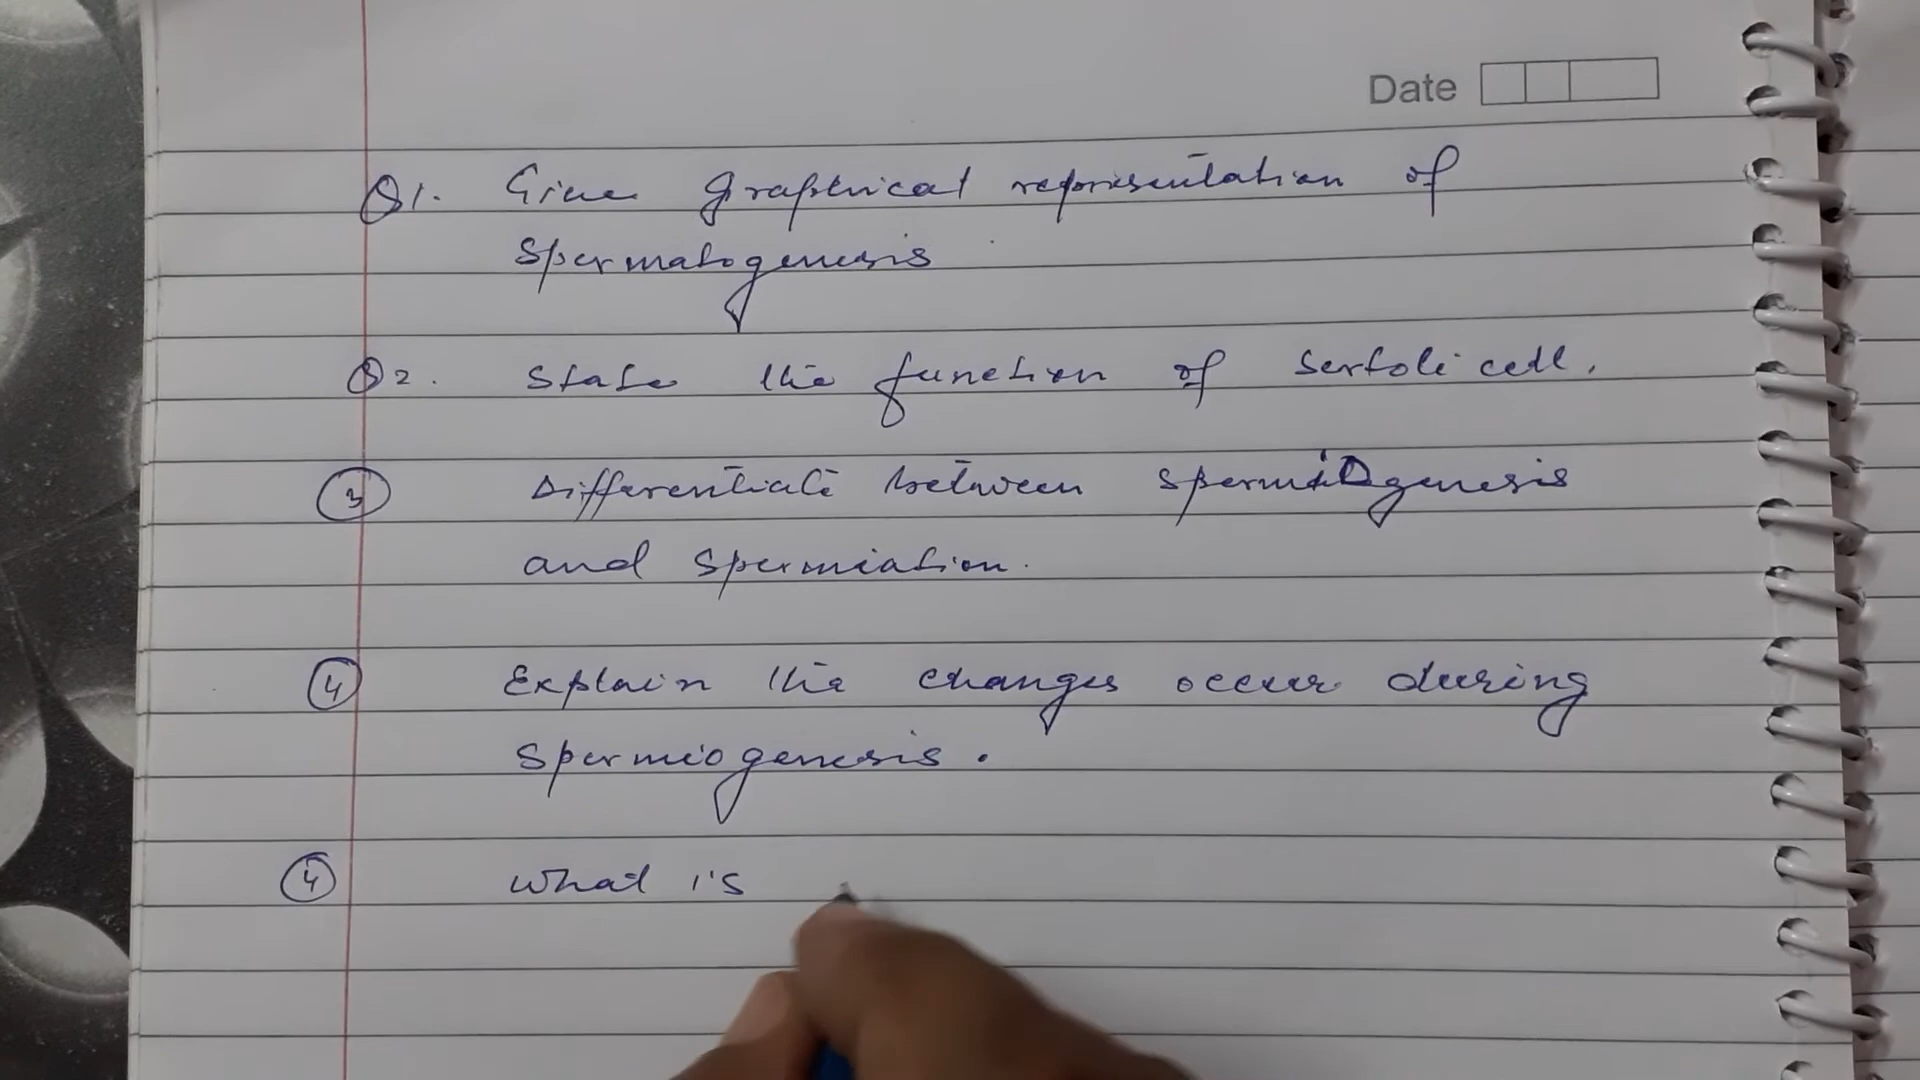 Date
Q1. Give graphical representation of
spermatogenesis
Q2. State the function of Sertoli cell.
3 Differentiate between spermiogenesis
and spermiation.
4 Explain the changes occur during
spermiogenesis.
4 What is